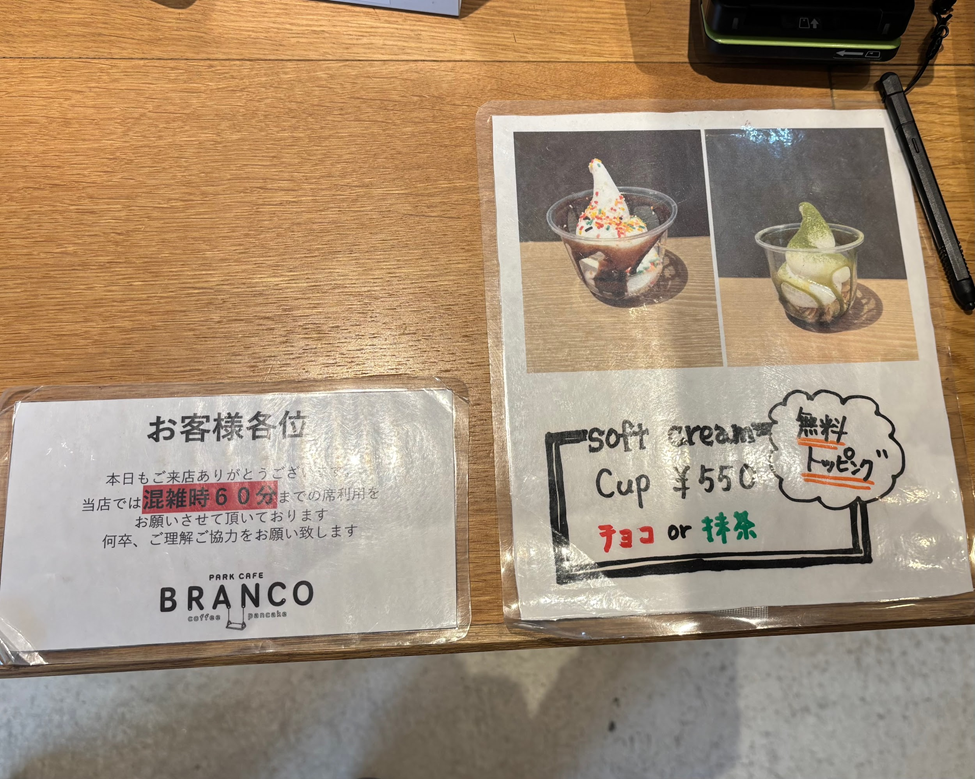 お客様各位
本日もご来店ありがとうござ
当店では混雑時60分までの席利用を
お願いさせて頂いております
何卒、ご理解ご協力をお願い致します
PARK CAFE
BRANCO
coffee pancake
soft cream
Cup ¥550
チョコ or 抹茶
無料
トッピング